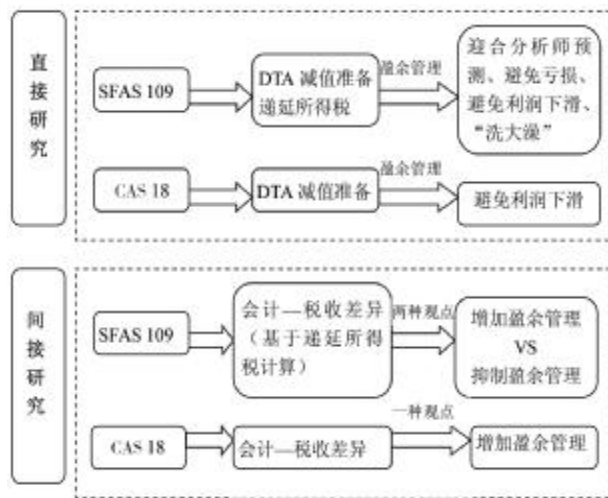 直接研究
SFAS 109
DTA 减值准备
递延所得税
盈余管理
迎合分析师预
测、避免亏损、
避免利润下滑、
“洗大澡”
CAS 18
DTA 减值准备
盈余管理
避免利润下滑
间接研究
SFAS 109
会计—税收差异
（基于递延所得
税计算）
两种观点
增加盈余管理
VS
抑制盈余管理
CAS 18
会计—税收差异
一种观点
增加盈余管理